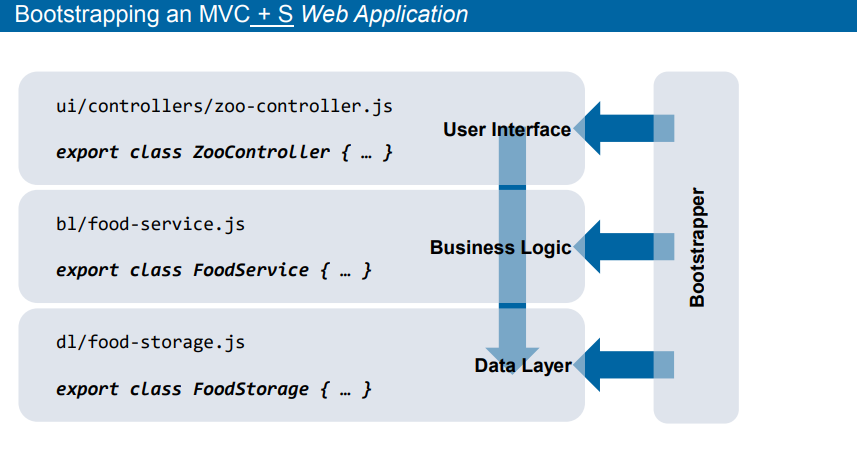 Bootstrapping an MVC + S Web Application
ui/controllers/zoo-controller.js
User Interface
export class ZooController { … }
bl/food-service.js
Business Logic
export class FoodService { … }
dl/food-storage.js
Data Layer
export class FoodStorage { … }
Bootstrapper